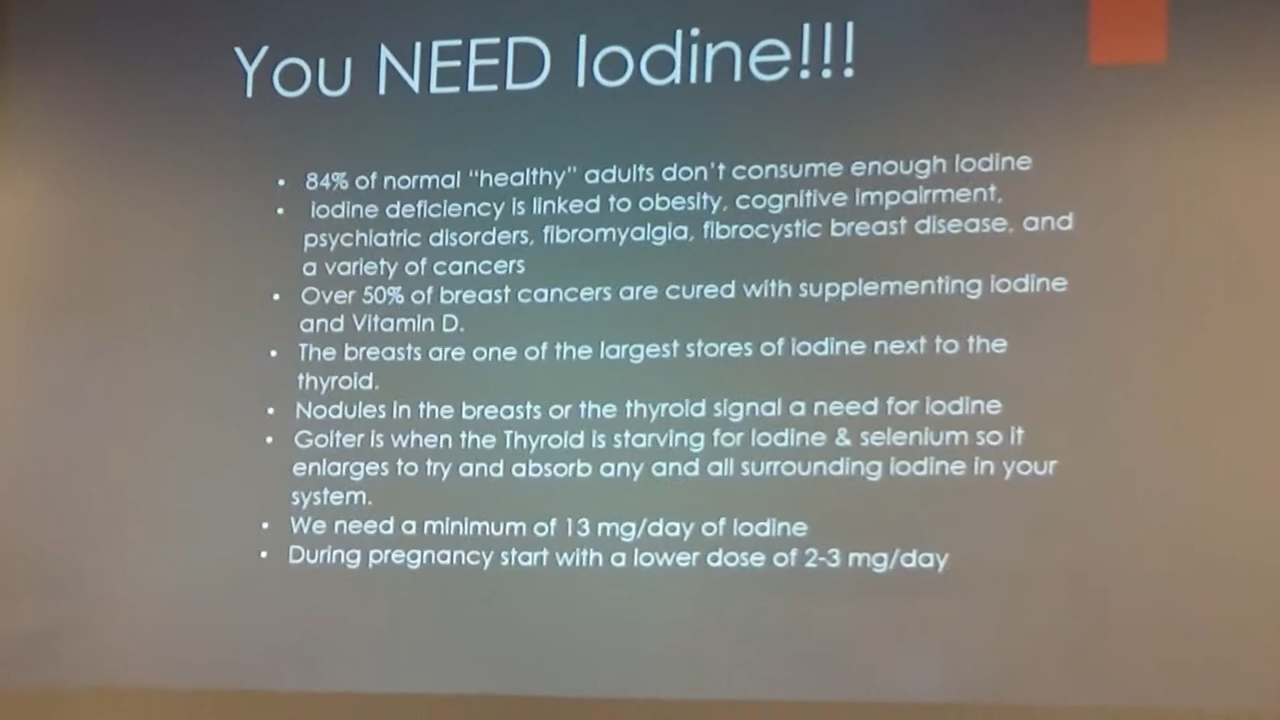 You NEED Iodine!!!
• 84% of normal "healthy" adults don't consume enough Iodine
• Iodine deficiency is linked to obesity, cognitive impairment,
psychiatric disorders, fibromyalgia, fibrocystic breast disease, and
a variety of cancers
• Over 50% of breast cancers are cured with supplementing Iodine
and Vitamin D.
• The breasts are one of the largest stores of iodine next to the
thyroid.
• Nodules in the breasts or the thyroid signal a need for iodine
• Goiter is when the Thyroid is starving for Iodine & selenium so it
enlarges to try and absorb any and all surrounding iodine in your
system.
• We need a minimum of 13 mg/day of Iodine
• During pregnancy start with a lower dose of 2-3 mg/day